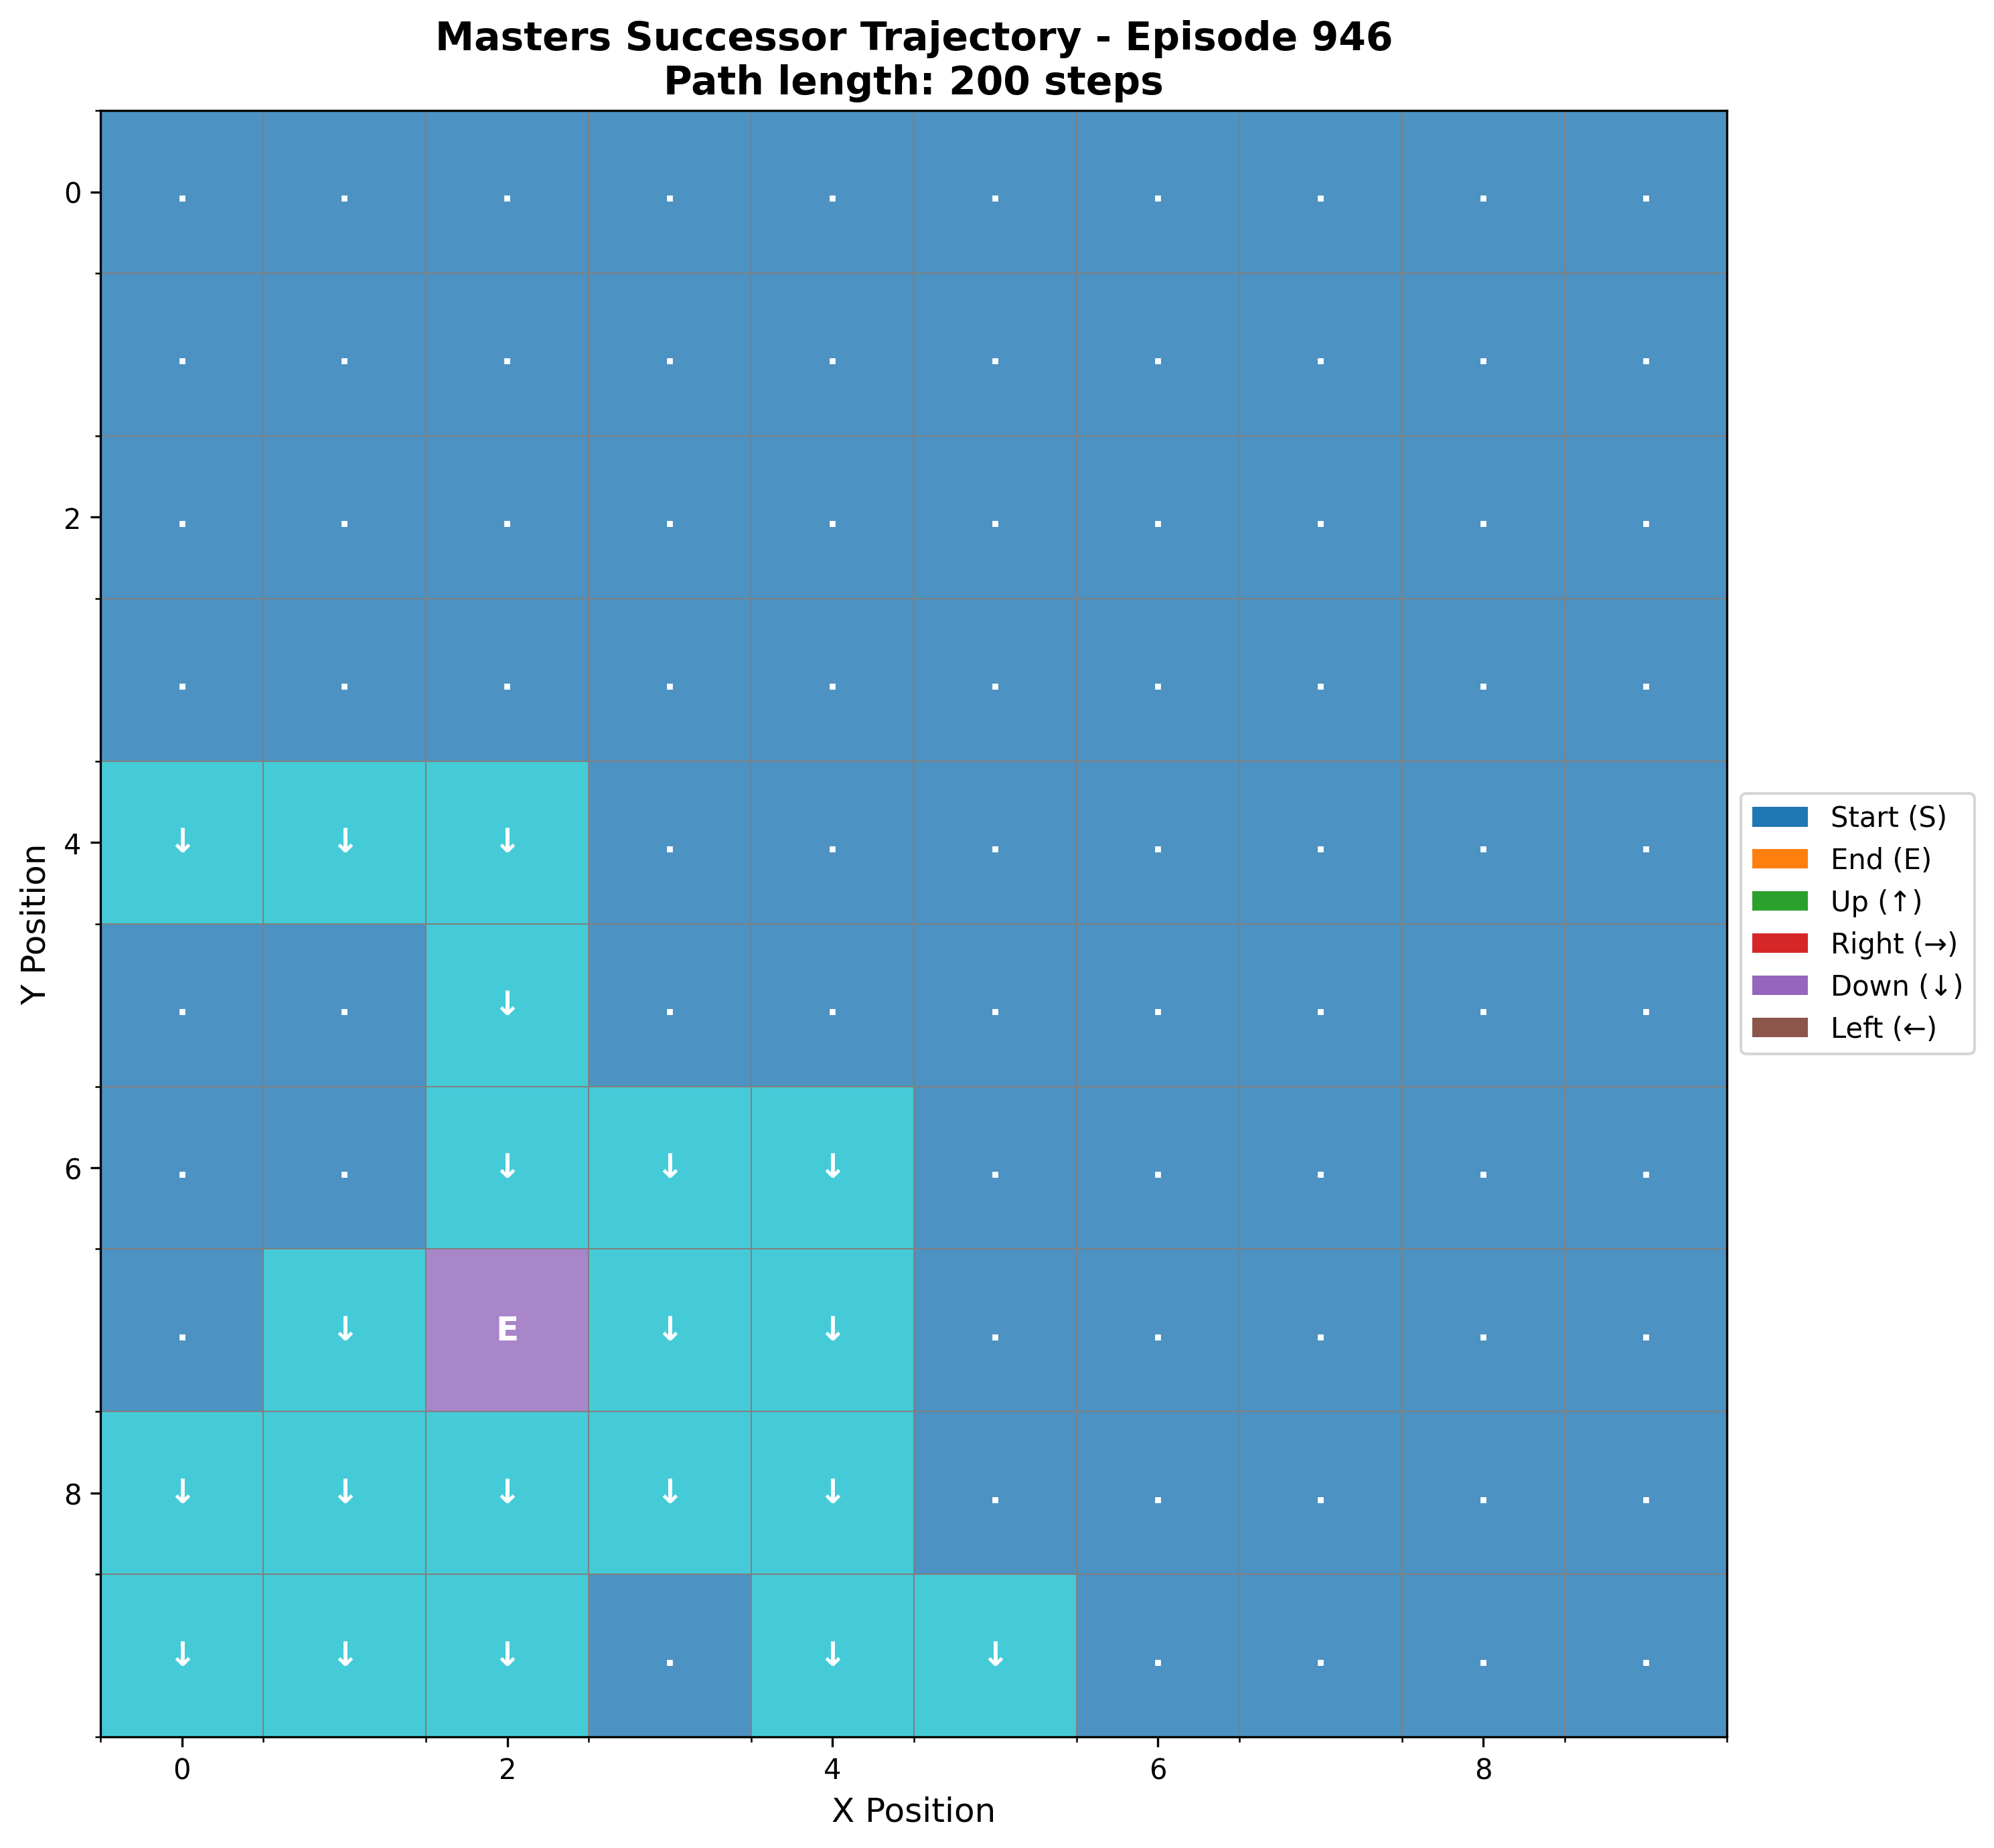 Masters Successor Trajectory - Episode 946
Path length: 200 steps
0
. . . . . . . . . .
. . . . . . . . . .
2
. . . . . . . . . .
. . . . . . . . . .
4
↓ ↓ ↓ . . . . . . .
. . ↓ . . . . . . .
6
. . ↓ ↓ ↓ . . . . .
. ↓ E ↓ ↓ . . . . .
8
↓ ↓ ↓ ↓ ↓ . . . . .
↓ ↓ ↓ . ↓ ↓ . . . .
0 2 4 6 8
X Position
Y Position
Start (S)
End (E)
Up (↑)
Right (→)
Down (↓)
Left (←)